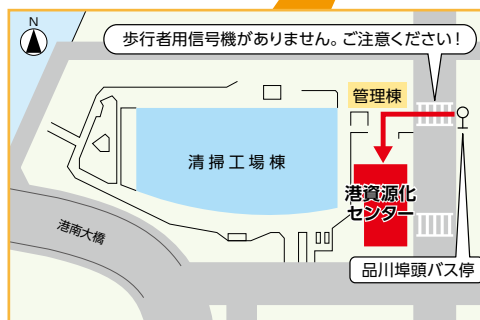 N
歩行者用信号機がありません。ご注意ください!
管理棟
清掃工場棟
港資源化
センター
港南大橋
品川埠頭バス停